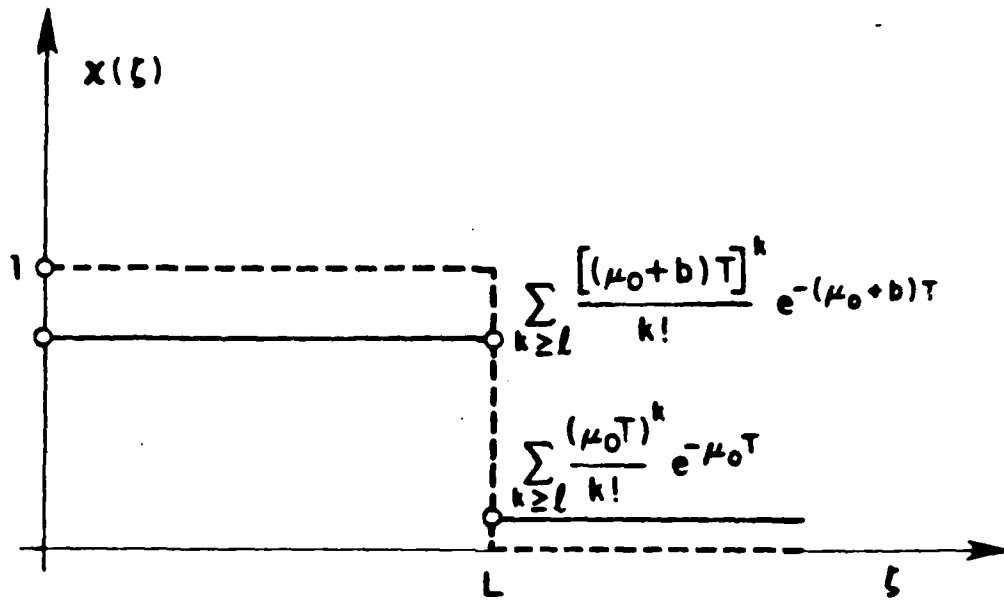 χ(ζ)
1
∑_{k≥ℓ} [(μ₀+b)T]^k / k! e^{-(μ₀+b)T}
∑_{k≥ℓ} (μ₀T)^k / k! e^{-μ₀T}
L
ζ